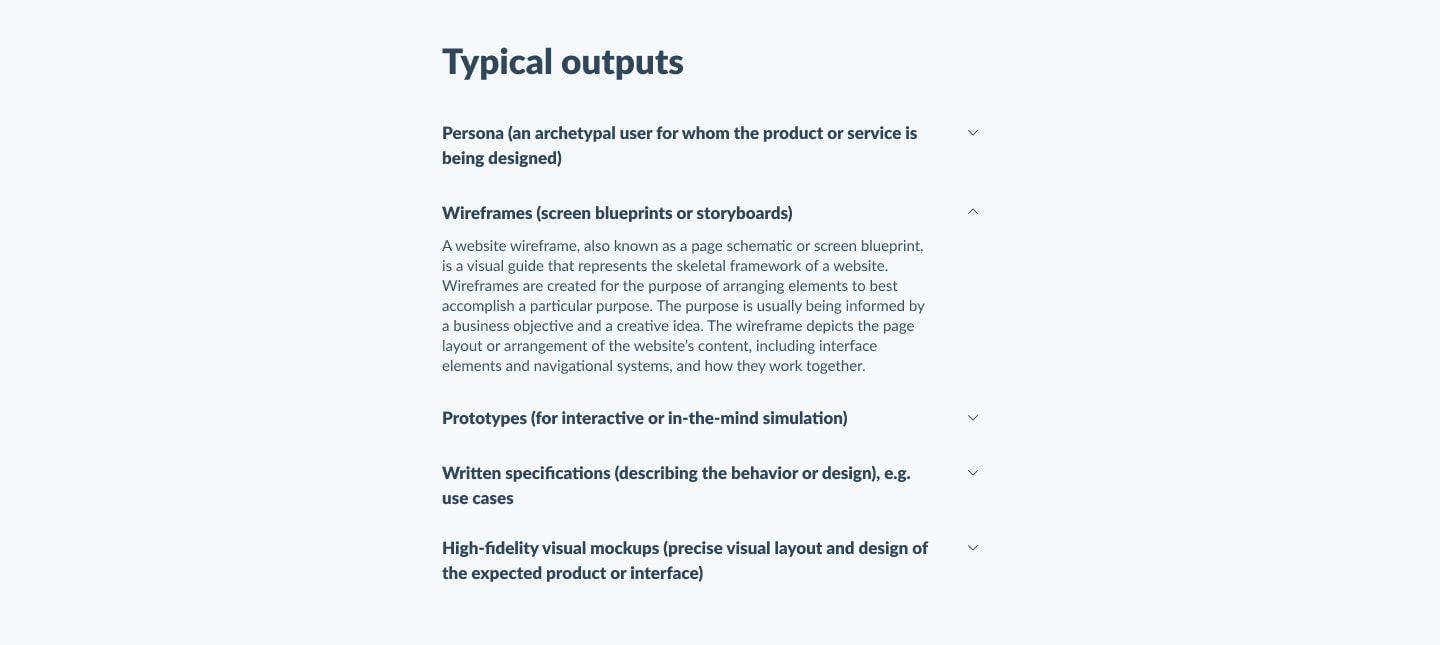 Typical outputs
Persona (an archetypal user for whom the product or service is
being designed)
Wireframes (screen blueprints or storyboards)
A website wireframe, also known as a page schematic or screen blueprint,
is a visual guide that represents the skeletal framework of a website.
Wireframes are created for the purpose of arranging elements to best
accomplish a particular purpose. The purpose is usually being informed by
a business objective and a creative idea. The wireframe depicts the page
layout or arrangement of the website's content, including interface
elements and navigational systems, and how they work together.
Prototypes (for interactive or in-the-mind simulation)
Written specifications (describing the behavior or design), e.g.
use cases
High-fidelity visual mockups (precise visual layout and design of
the expected product or interface)